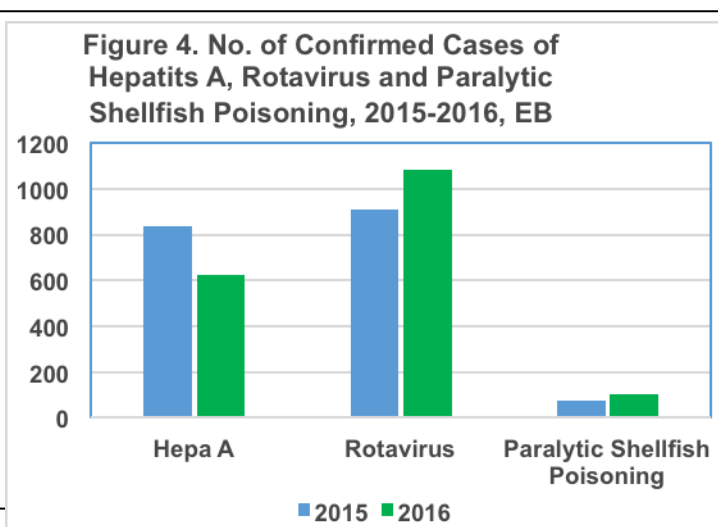 Figure 4. No. of Confirmed Cases of
Hepatits A, Rotavirus and Paralytic
Shellfish Poisoning, 2015-2016, EB
1200
1000
800
600
400
200
0
Hepa A
Rotavirus
Paralytic Shellfish
Poisoning
2015
2016